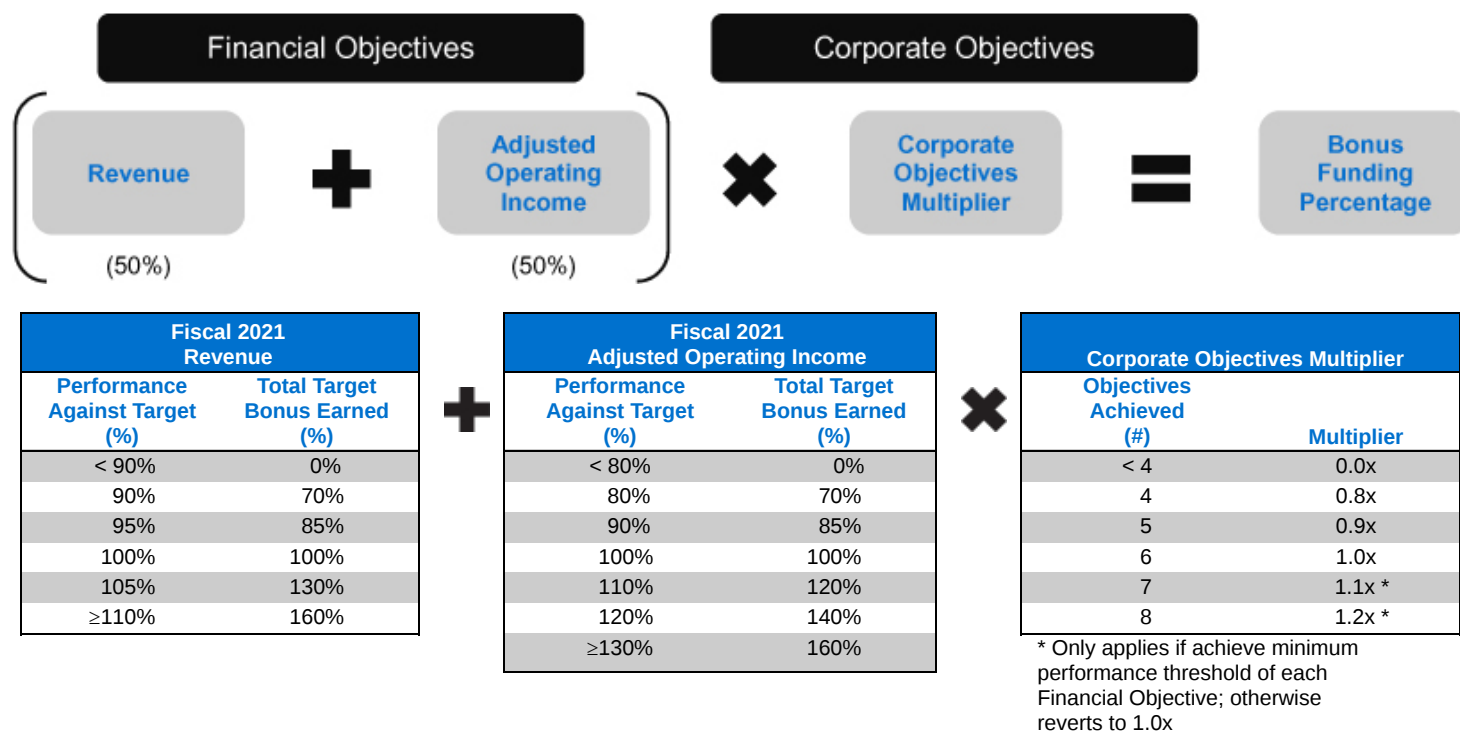 Financial Objectives
Corporate Objectives
Revenue
Adjusted
Operating
Income
Corporate
Objectives
Multiplier
Bonus
Funding
Percentage
(50%)
(50%)
Fiscal 2021
Revenue
Performance Total Target
Against Target Bonus Earned
(%) (%)
< 90% 0%
90% 70%
95% 85%
100% 100%
105% 130%
≥110% 160%
Fiscal 2021
Adjusted Operating Income
Performance Total Target
Against Target Bonus Earned
(%) (%)
< 80% 0%
80% 70%
90% 85%
100% 100%
110% 120%
120% 140%
≥130% 160%
Corporate Objectives Multiplier
Objectives
Achieved
(#) Multiplier
< 4 0.0x
4 0.8x
5 0.9x
6 1.0x
7 1.1x *
8 1.2x *
* Only applies if achieve minimum
performance threshold of each
Financial Objective; otherwise
reverts to 1.0x